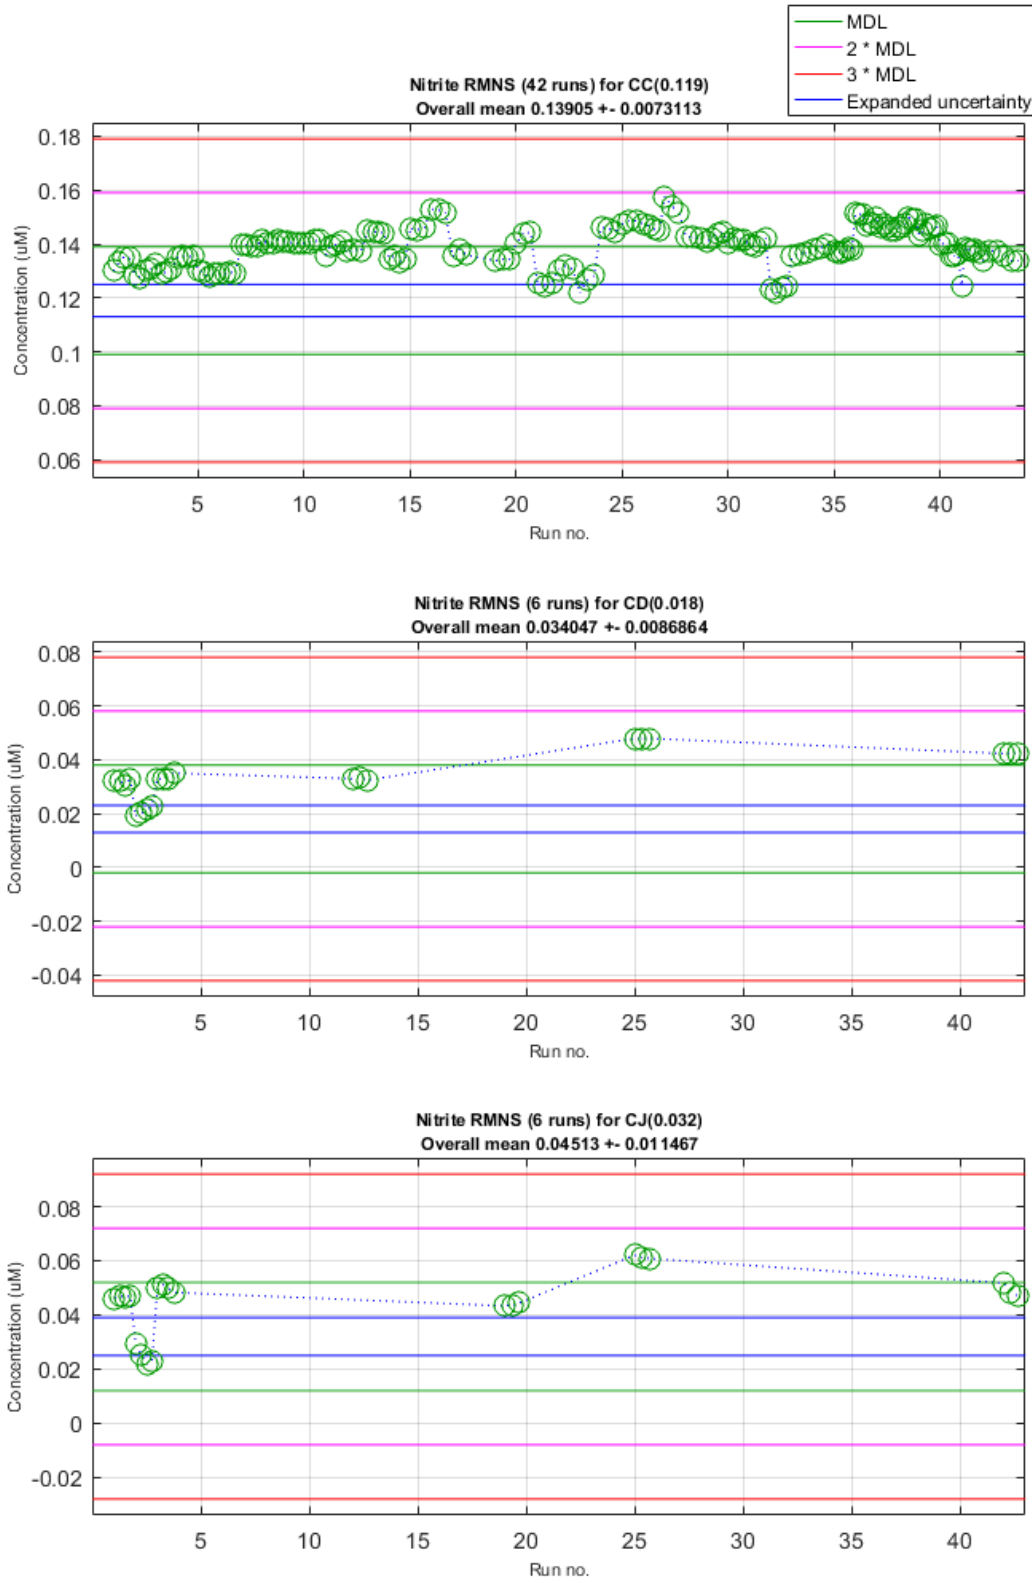 MDL
2 * MDL
3 * MDL
Expanded uncertainty
Nitrite RMNS (42 runs) for CC(0.119)
Overall mean 0.13905 +- 0.0073113
0.18
0.16
0.14
0.12
0.1
0.08
0.06
Concentration (uM)
5 10 15 20 25 30 35 40
Run no.
Nitrite RMNS (6 runs) for CD(0.018)
Overall mean 0.034047 +- 0.0086864
0.08
0.06
0.04
0.02
0
-0.02
-0.04
Concentration (uM)
5 10 15 20 25 30 35 40
Run no.
Nitrite RMNS (6 runs) for CJ(0.032)
Overall mean 0.04513 +- 0.011467
0.08
0.06
0.04
0.02
0
-0.02
Concentration (uM)
5 10 15 20 25 30 35 40
Run no.